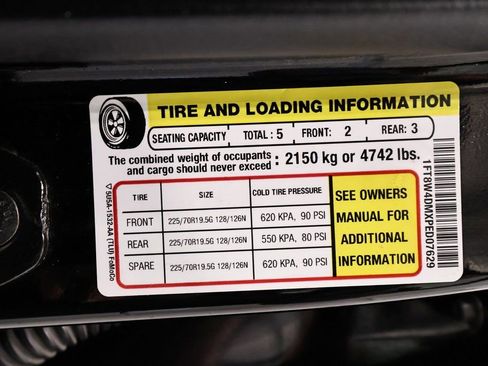 TIRE AND LOADING INFORMATION
SEATING CAPACITY TOTAL : 5 FRONT: 2 REAR: 3
The combined weight of occupants
and cargo should never exceed : 2150 kg or 4742 lbs.
TIRE SIZE COLD TIRE PRESSURE
FRONT 225/70R19.5G 128/126N 620 KPA, 90 PSI
REAR 225/70R19.5G 128/126N 550 KPA, 80 PSI
SPARE 225/70R19.5G 128/126N 620 KPA, 90 PSI
SEE OWNERS
MANUAL FOR
ADDITIONAL
INFORMATION
1FT8W4DMXPED07629